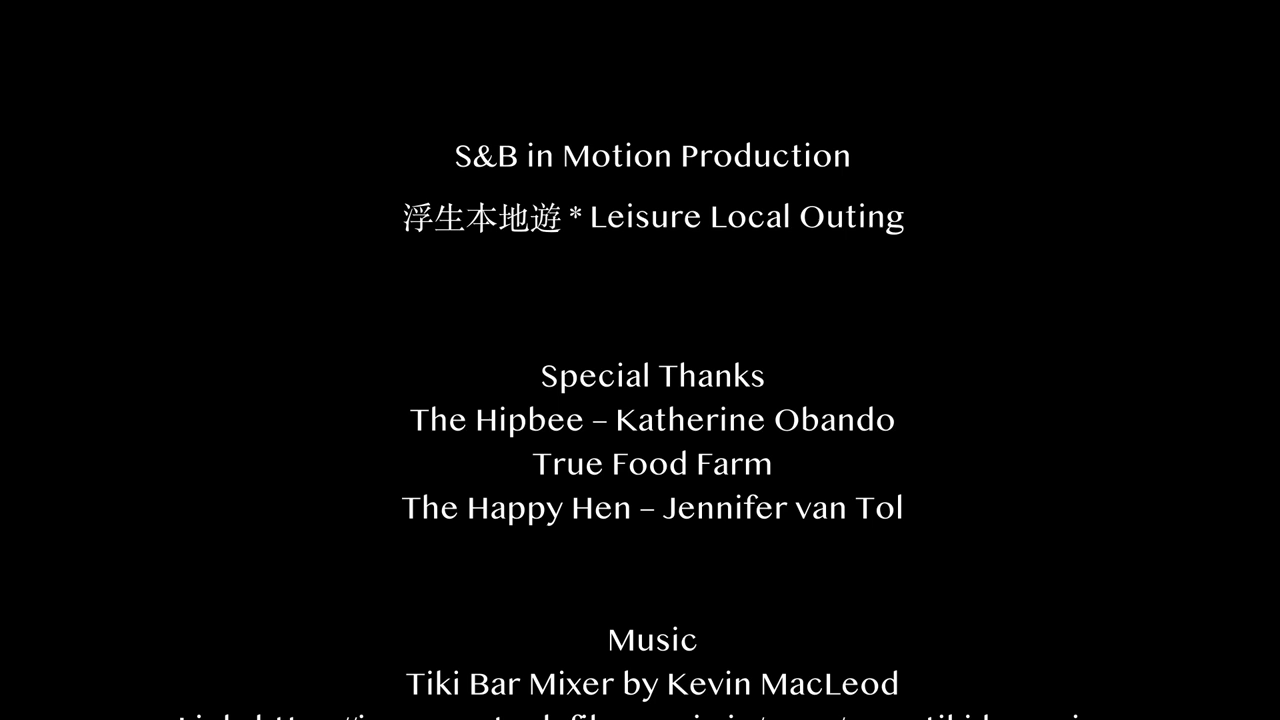 S&B in Motion Production
浮生本地遊 * Leisure Local Outing
Special Thanks
The Hipbee – Katherine Obando
True Food Farm
The Happy Hen – Jennifer van Tol
Music
Tiki Bar Mixer by Kevin MacLeod